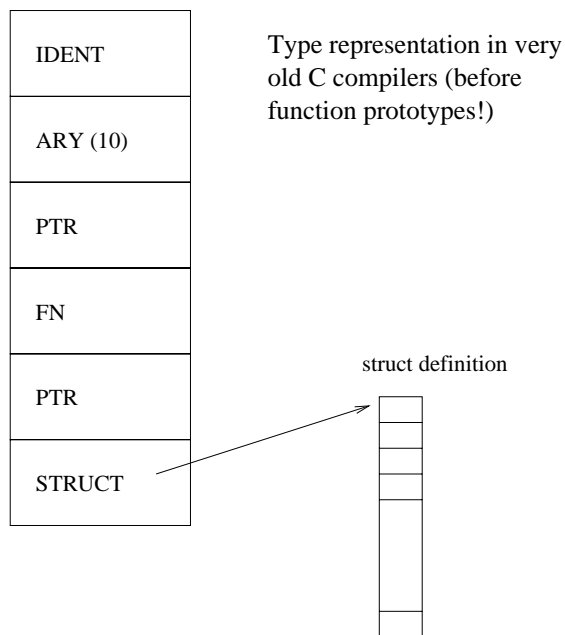 IDENT
Type representation in very
old C compilers (before
function prototypes!)
ARY (10)
PTR
FN
PTR
struct definition
STRUCT